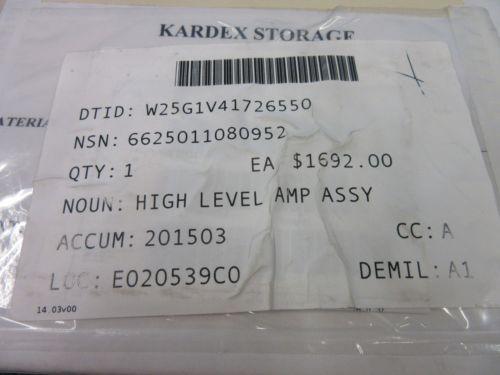 KARDEX STORAGE
DTID: W25G1V41726550
NSN: 6625011080952
QTY: 1 EA $1692.00
NOUN: HIGH LEVEL AMP ASSY
ACCUM: 201503 CC: A
LOC: E020539C0 DEMIL: A1
14.03v00